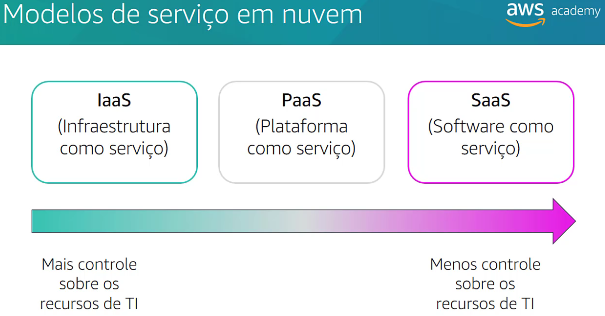 Modelos de serviço em nuvem
aws academy
IaaS
(Infraestrutura
como serviço)
PaaS
(Plataforma
como serviço)
SaaS
(Software como
serviço)
Mais controle
sobre os
recursos de TI
Menos controle
sobre os
recursos de TI